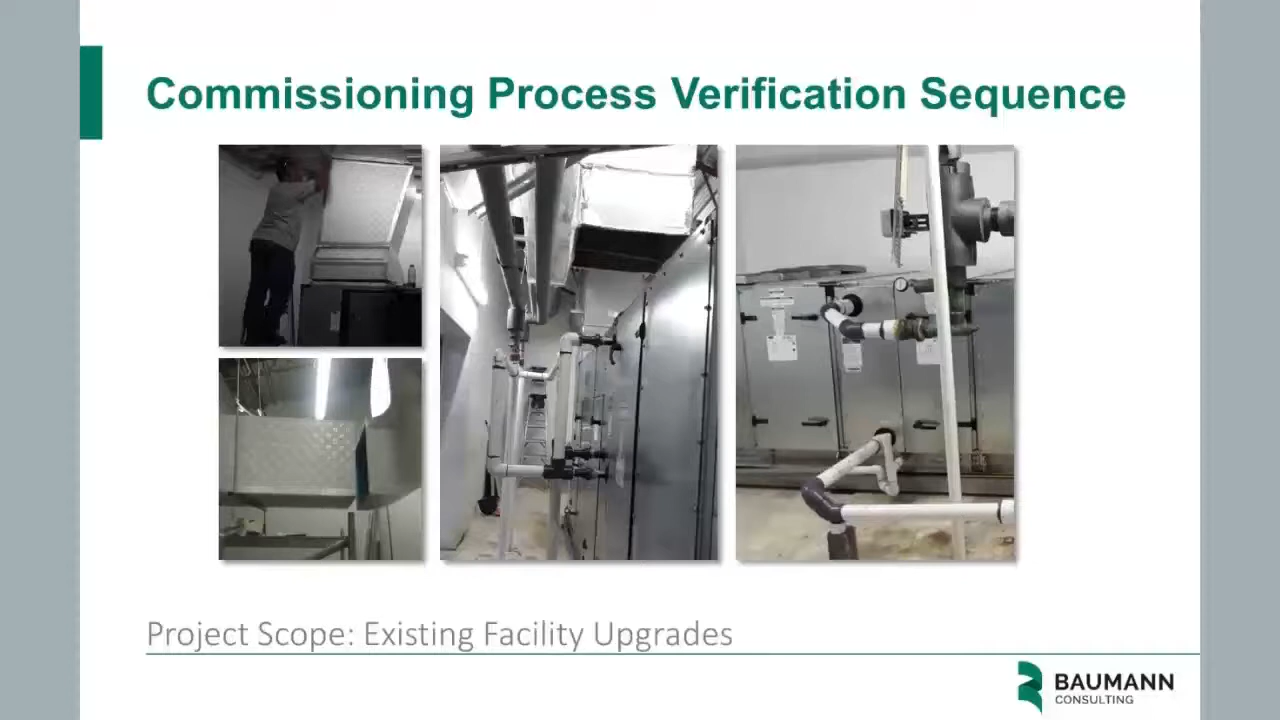 Commissioning Process Verification Sequence
Project Scope: Existing Facility Upgrades
BAUMANN
CONSULTING